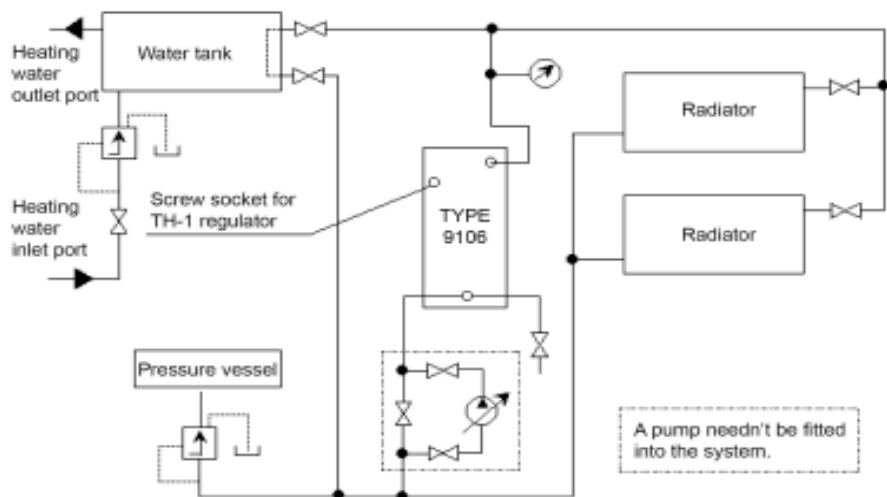 Heating
water
outlet port
Water tank
Radiator
Screw socket for
TH-1 regulator
TYPE
9106
Heating
water
inlet port
Radiator
Pressure vessel
A pump needn't be fitted
into the system.